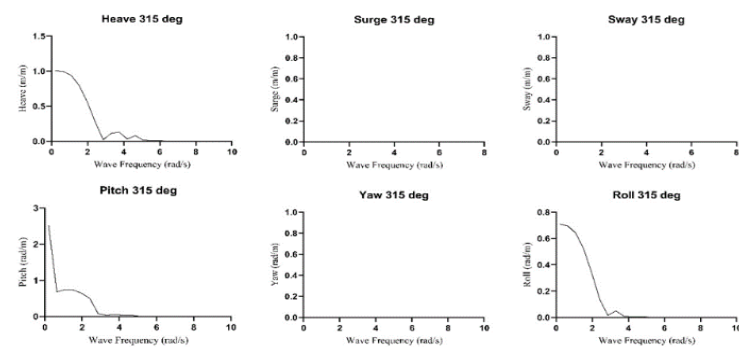 Heave 315 deg
Surge 315 deg
Sway 315 deg
1.5
1.0
0.5
0.0
Heave (m/m)
0 2 4 6 8 10
Wave Frequency (rad/s)
1.0
0.8
0.6
0.4
0.2
0.0
Surge (m/m)
0 2 4 6 8
Wave Frequency (rad/s)
1.0
0.8
0.6
0.4
0.2
0.0
Sway (m/m)
0 2 4 6 8
Wave Frequency (rad/s)
Pitch 315 deg
Yaw 315 deg
Roll 315 deg
3
2
1
0
Pitch (rad/m)
0 2 4 6 8 10
Wave Frequency (rad/s)
1.0
0.8
0.6
0.4
0.2
0.0
Yaw (rad/m)
0 2 4 6 8 10
Wave Frequency (rad/s)
0.8
0.6
0.4
0.2
0.0
Roll (rad/m)
0 2 4 6 8 10
Wave Frequency (rad/s)